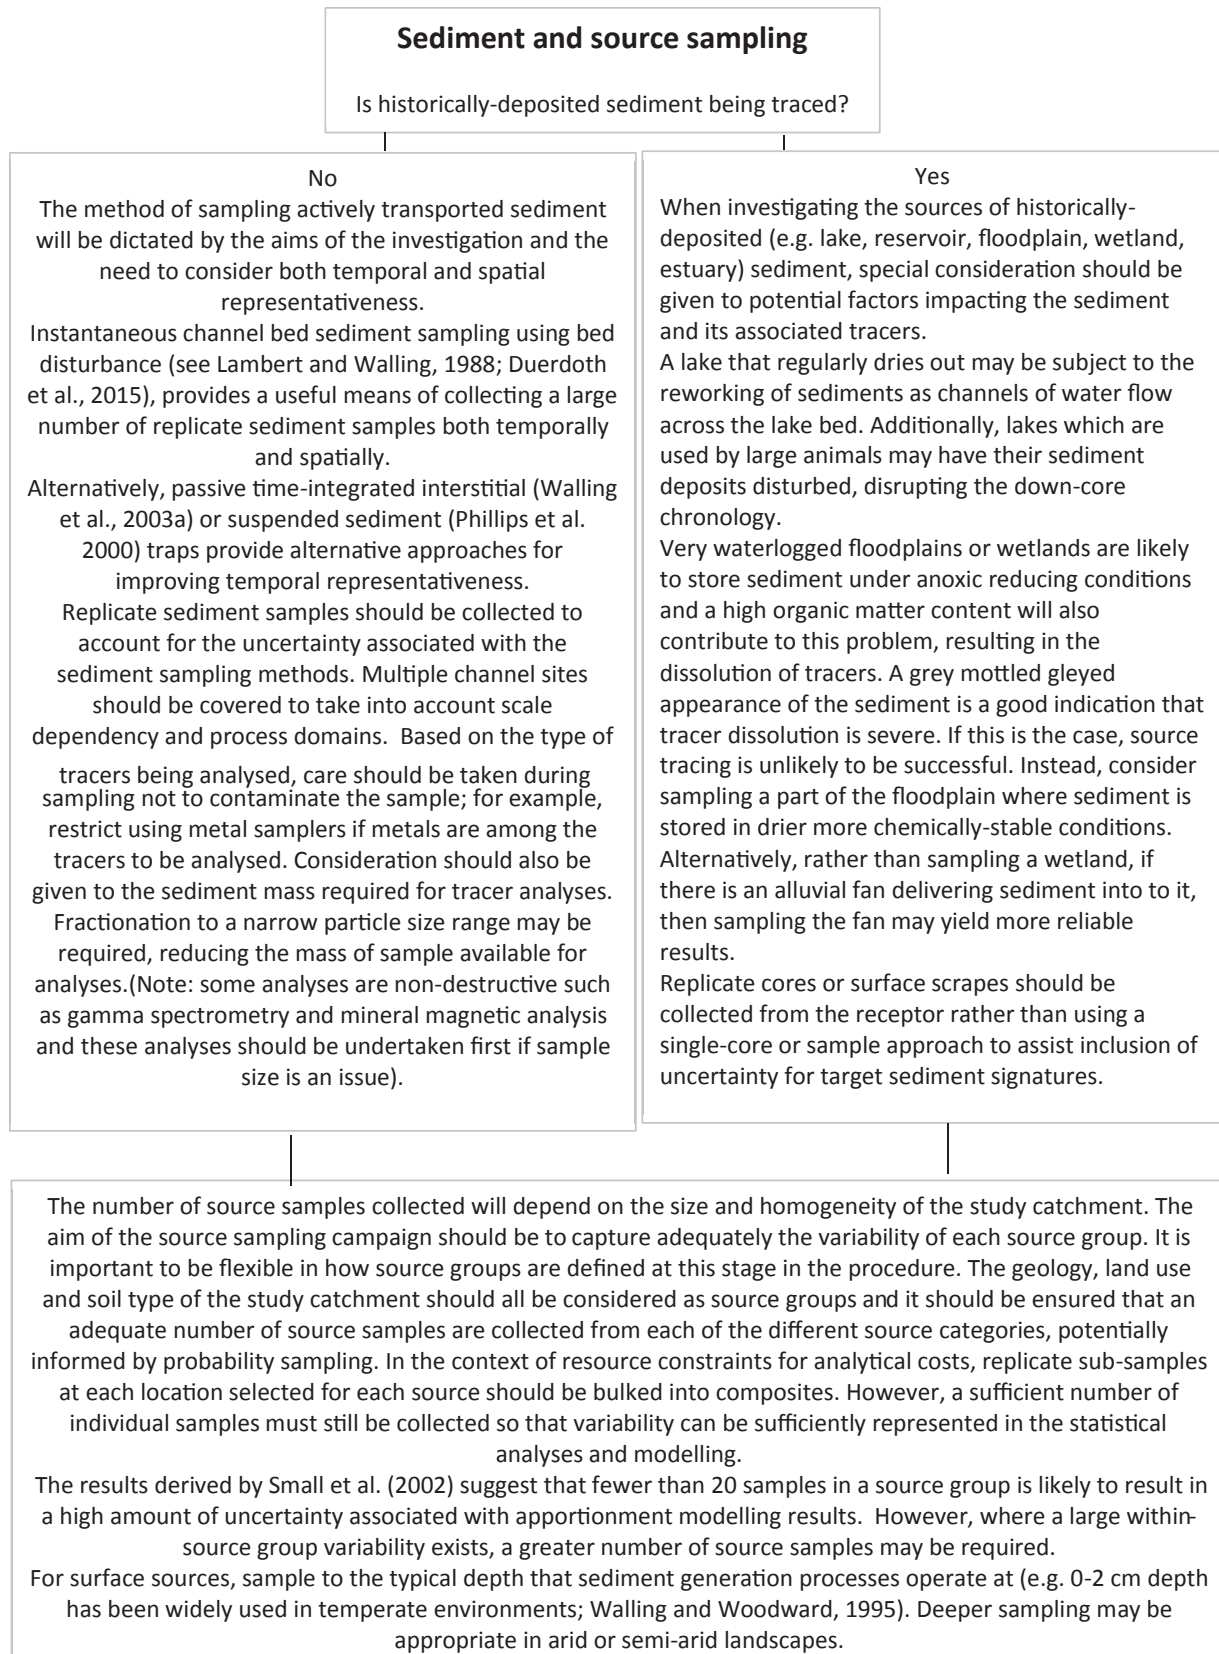 Sediment and source sampling
Is historically-deposited sediment being traced?
No
The method of sampling actively transported sediment
will be dictated by the aims of the investigation and the
need to consider both temporal and spatial
representativeness.
Instantaneous channel bed sediment sampling using bed
disturbance (see Lambert and Walling, 1988; Duerdoth
et al., 2015), provides a useful means of collecting a large
number of replicate sediment samples both temporally
and spatially.
Alternatively, passive time-integrated interstitial (Walling
et al., 2003a) or suspended sediment (Phillips et al.
2000) traps provide alternative approaches for
improving temporal representativeness.
Replicate sediment samples should be collected to
account for the uncertainty associated with the
sediment sampling methods. Multiple channel sites
should be covered to take into account scale
dependency and process domains.  Based on the type of
tracers being analysed, care should be taken during
sampling not to contaminate the sample; for example,
restrict using metal samplers if metals are among the
tracers to be analysed. Consideration should also be
given to the sediment mass required for tracer analyses.
Fractionation to a narrow particle size range may be
required, reducing the mass of sample available for
analyses.(Note: some analyses are non-destructive such
as gamma spectrometry and mineral magnetic analysis
and these analyses should be undertaken first if sample
size is an issue).
Yes
When investigating the sources of historically-
deposited (e.g. lake, reservoir, floodplain, wetland,
estuary) sediment, special consideration should be
given to potential factors impacting the sediment
and its associated tracers.
A lake that regularly dries out may be subject to the
reworking of sediments as channels of water flow
across the lake bed. Additionally, lakes which are
used by large animals may have their sediment
deposits disturbed, disrupting the down-core
chronology.
Very waterlogged floodplains or wetlands are likely
to store sediment under anoxic reducing conditions
and a high organic matter content will also
contribute to this problem, resulting in the
dissolution of tracers. A grey mottled gleyed
appearance of the sediment is a good indication that
tracer dissolution is severe. If this is the case, source
tracing is unlikely to be successful. Instead, consider
sampling a part of the floodplain where sediment is
stored in drier more chemically-stable conditions.
Alternatively, rather than sampling a wetland, if
there is an alluvial fan delivering sediment into to it,
then sampling the fan may yield more reliable
results.
Replicate cores or surface scrapes should be
collected from the receptor rather than using a
single-core or sample approach to assist inclusion of
uncertainty for target sediment signatures.
The number of source samples collected will depend on the size and homogeneity of the study catchment. The
aim of the source sampling campaign should be to capture adequately the variability of each source group. It is
important to be flexible in how source groups are defined at this stage in the procedure. The geology, land use
and soil type of the study catchment should all be considered as source groups and it should be ensured that an
adequate number of source samples are collected from each of the different source categories, potentially
informed by probability sampling. In the context of resource constraints for analytical costs, replicate sub-samples
at each location selected for each source should be bulked into composites. However, a sufficient number of
individual samples must still be collected so that variability can be sufficiently represented in the statistical
analyses and modelling.
The results derived by Small et al. (2002) suggest that fewer than 20 samples in a source group is likely to result in
a high amount of uncertainty associated with apportionment modelling results.  However, where a large within-
source group variability exists, a greater number of source samples may be required.
For surface sources, sample to the typical depth that sediment generation processes operate at (e.g. 0-2 cm depth
has been widely used in temperate environments; Walling and Woodward, 1995). Deeper sampling may be
appropriate in arid or semi-arid landscapes.